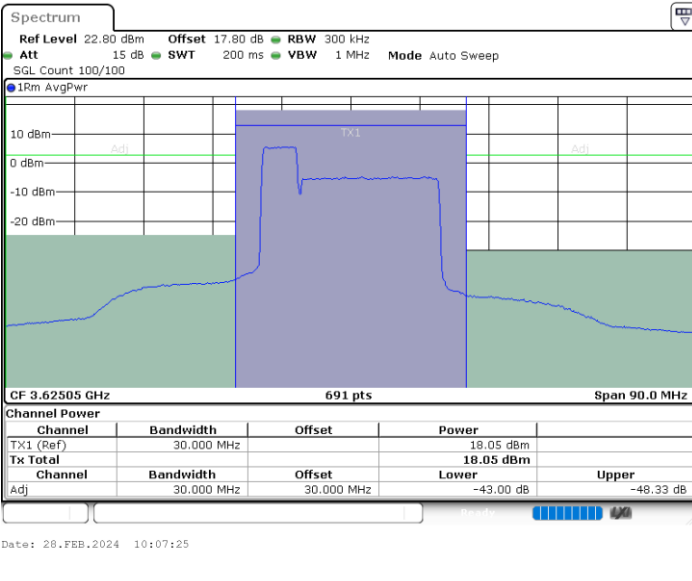 Spectrum
Ref Level 22.80 dBm Offset 17.80 dB RBW 300 kHz
Att 15 dB SWT 200 ms VBW 1 MHz Mode Auto Sweep
SGL Count 100/100
1Rm AvgPwr
TX1
10 dBm
Adj Adj
0 dBm
-10 dBm
-20 dBm
CF 3.62505 GHz 691 pts Span 90.0 MHz
Channel Power
Channel Bandwidth Offset Power
TX1 (Ref) 30.000 MHz 18.05 dBm
Tx Total 18.05 dBm
Channel Bandwidth Offset Lower Upper
Adj 30.000 MHz 30.000 MHz -43.00 dB -48.33 dB
Ready
Date: 28.FEB.2024 10:07:25